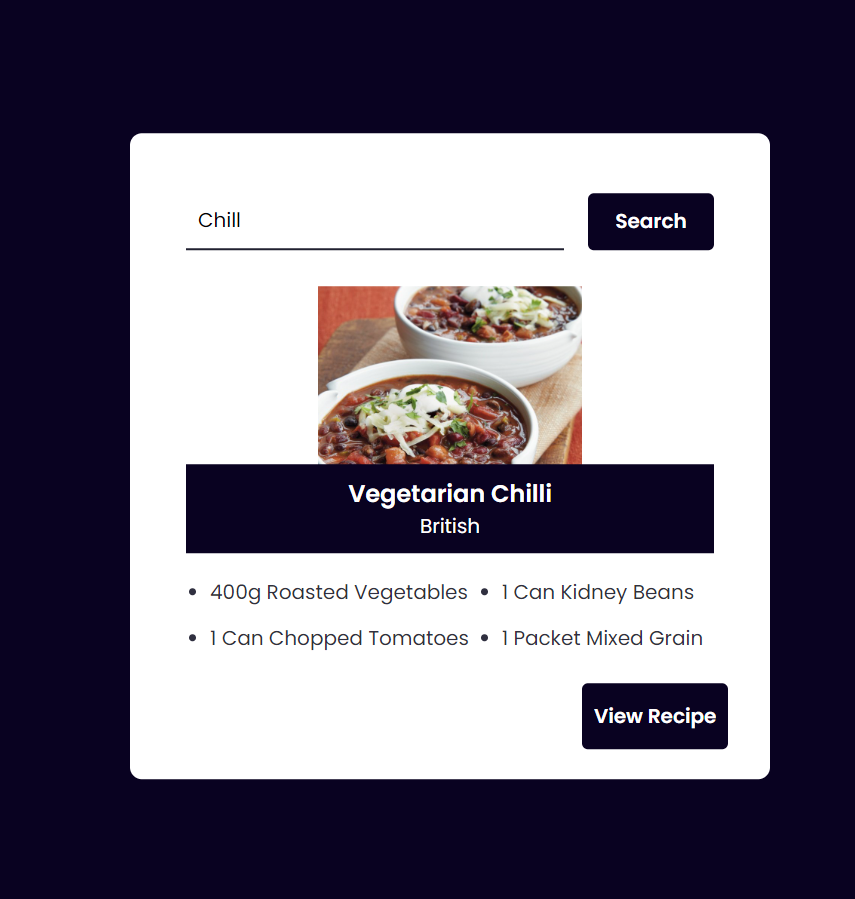 Chill
Search
Vegetarian Chilli
British
400g Roasted Vegetables
1 Can Kidney Beans
1 Can Chopped Tomatoes
1 Packet Mixed Grain
View Recipe